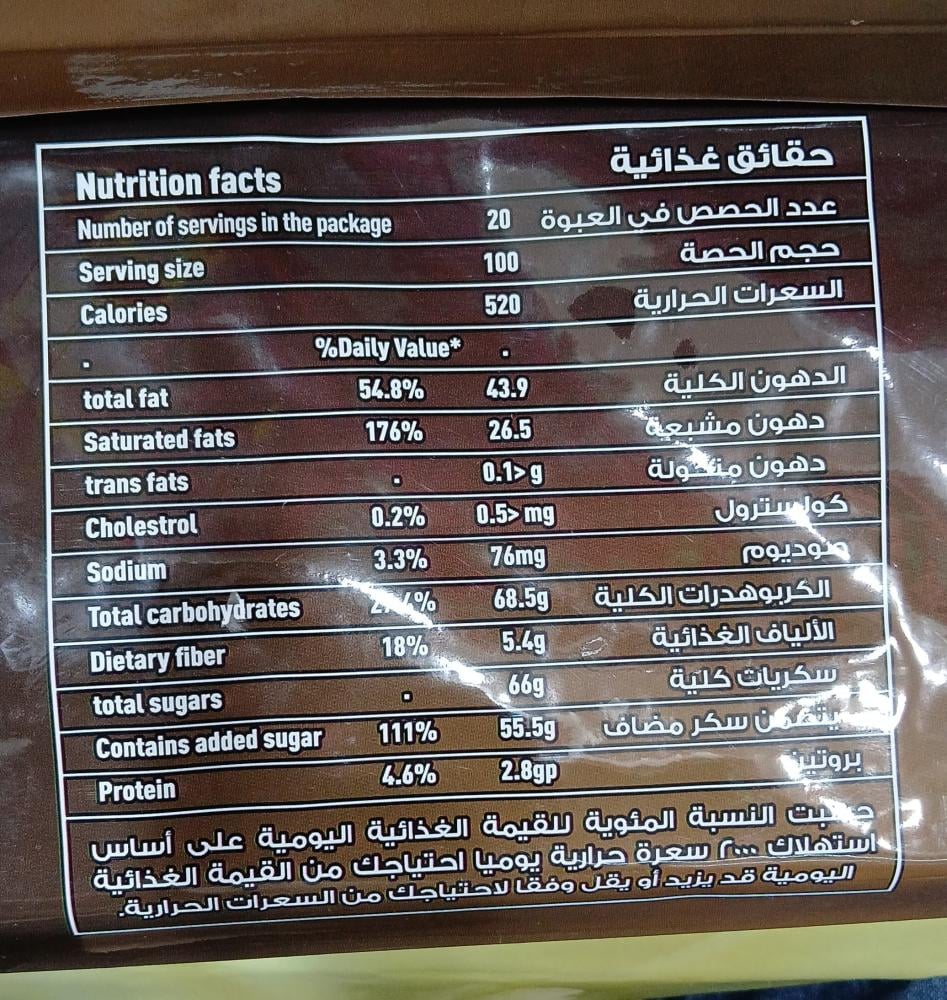 Nutrition facts حقائق غذائية
Number of servings in the package 20 عدد الحصص في العبوة
Serving size 100 حجم الحصة
Calories 520 السعرات الحرارية
. %Daily Value* .
total fat 54.8% 43.9 الدهون الكلية
Saturated fats 176% 26.5 دهون مشبعة
trans fats . 0.1>g دهون متحولة
Cholestrol 0.2% 0.5> mg كولسترول
Sodium 3.3% 76mg صوديوم
Total carbohydrates 68.5g الكربوهدرات الكلية
Dietary fiber 18% 5.4g الألياف الغذائية
total sugars . 66g سكريات كلية
Contains added sugar 111% 55.5g يتضمن سكر مضاف
Protein 4.6% 2.8gp بروتين
حسبت النسبة المئوية للقيمة الغذائية اليومية على أساس
استهلاك ٢٠٠٠ سعرة حرارية يوميا احتياجك من القيمة الغذائية
اليومية قد يزيد أو يقل وفقا لاحتياجك من السعرات الحرارية.